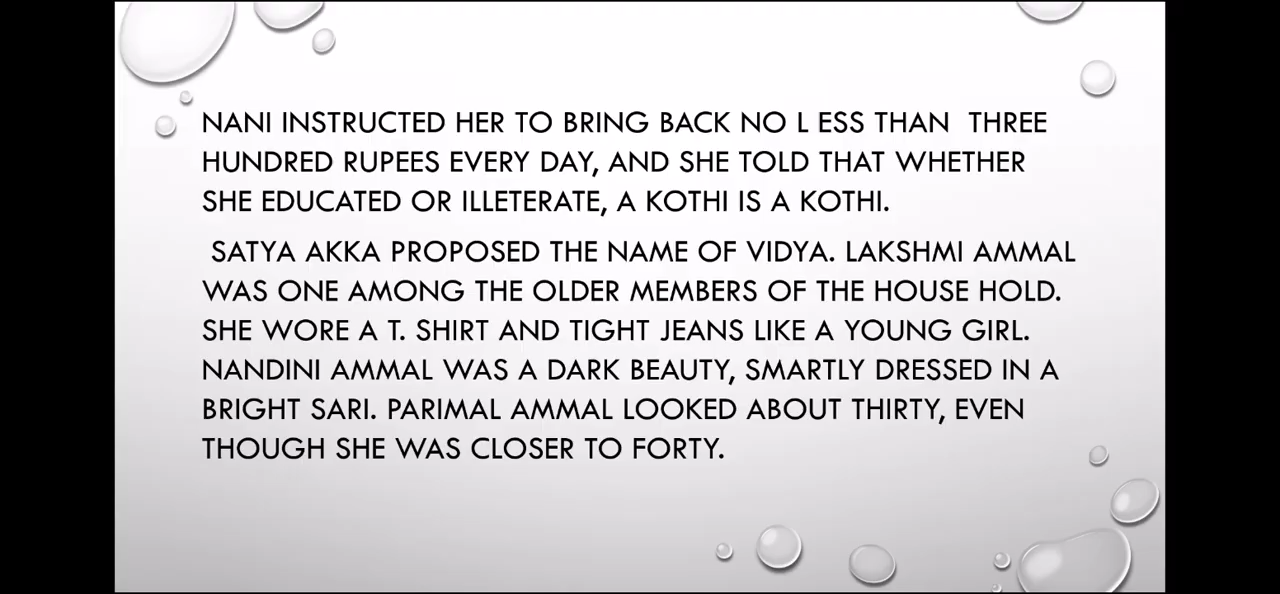 NANI INSTRUCTED HER TO BRING BACK NO L ESS THAN  THREE
HUNDRED RUPEES EVERY DAY, AND SHE TOLD THAT WHETHER
SHE EDUCATED OR ILLETERATE, A KOTHI IS A KOTHI.
SATYA AKKA PROPOSED THE NAME OF VIDYA. LAKSHMI AMMAL
WAS ONE AMONG THE OLDER MEMBERS OF THE HOUSE HOLD.
SHE WORE A T. SHIRT AND TIGHT JEANS LIKE A YOUNG GIRL.
NANDINI AMMAL WAS A DARK BEAUTY, SMARTLY DRESSED IN A
BRIGHT SARI. PARIMAL AMMAL LOOKED ABOUT THIRTY, EVEN
THOUGH SHE WAS CLOSER TO FORTY.